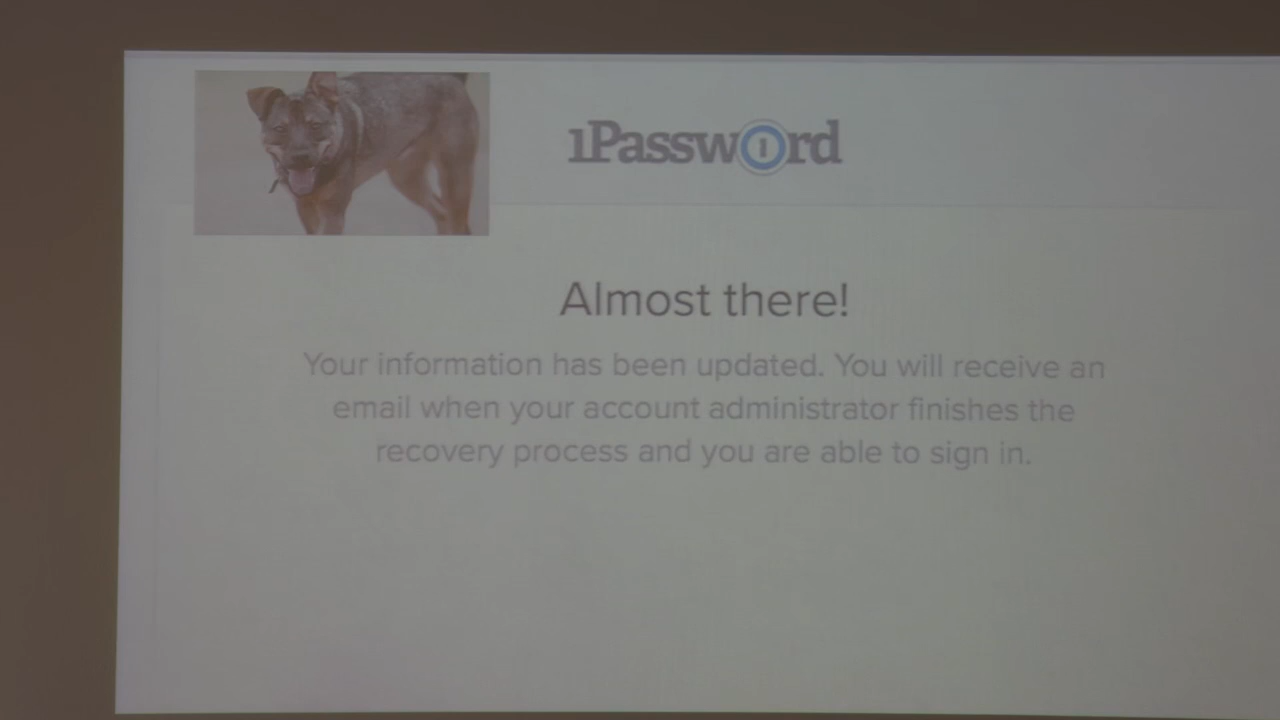 1Password
Almost there!
Your information has been updated. You will receive an
email when your account administrator finishes the
recovery process and you are able to sign in.